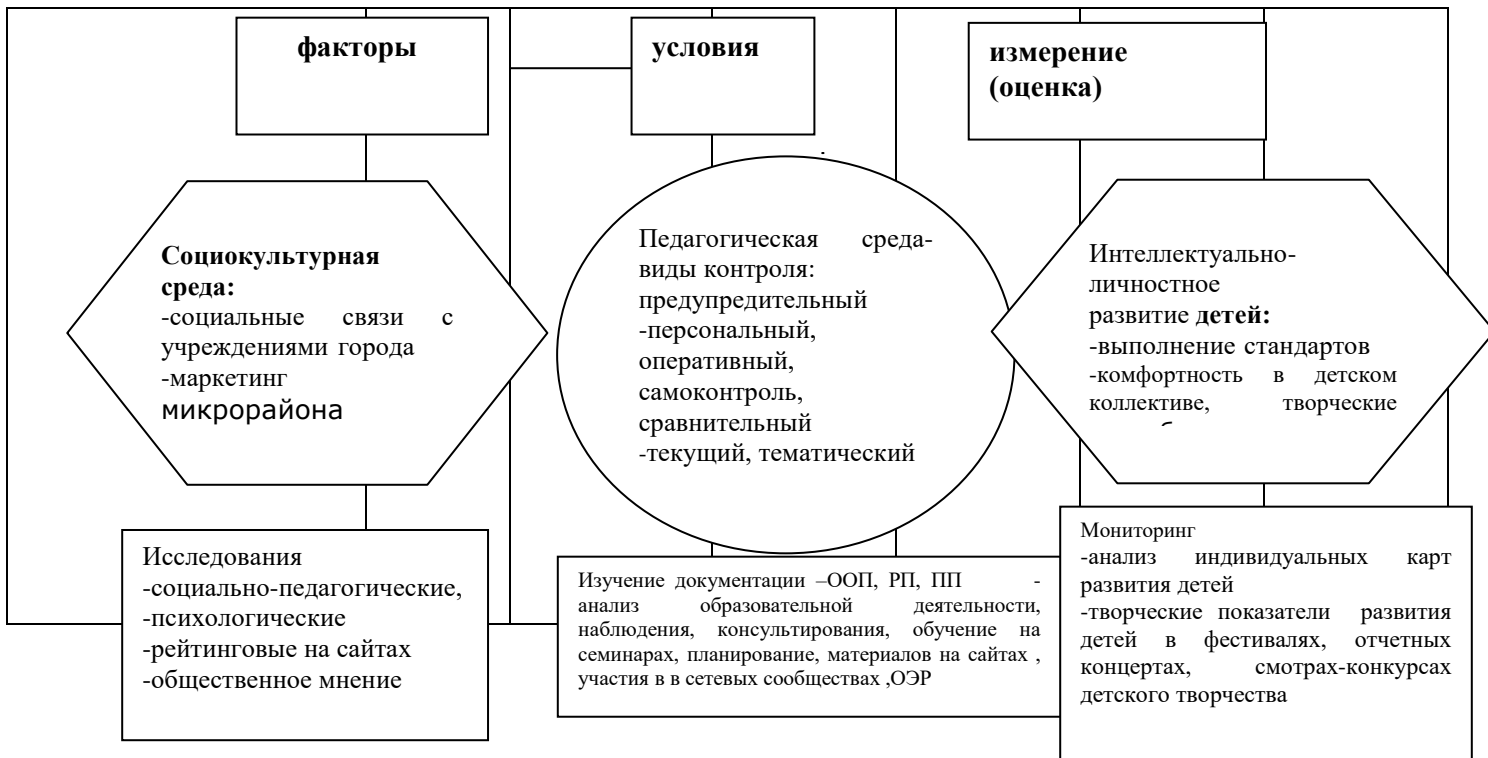 факторы
условия
измерение
(оценка)
Социокультурная
среда:
-социальные связи с
учреждениями города
-маркетинг
микрорайона
Педагогическая среда-
виды контроля:
предупредительный
-персональный,
оперативный,
самоконтроль,
сравнительный
-текущий, тематический
Интеллектуально-
личностное
развитие детей:
-выполнение стандартов
-комфортность в детском
коллективе, творческие
Исследования
-социально-педагогические,
-психологические
-рейтинговые на сайтах
-общественное мнение
Изучение документации –ООП, РП, ПП -
анализ образовательной деятельности,
наблюдения, консультирования, обучение на
семинарах, планирование, материалов на сайтах ,
участия в в сетевых сообществах ,ОЭР
Мониторинг
-анализ индивидуальных карт
развития детей
-творческие показатели развития
детей в фестивалях, отчетных
концертах, смотрах-конкурсах
детского творчества